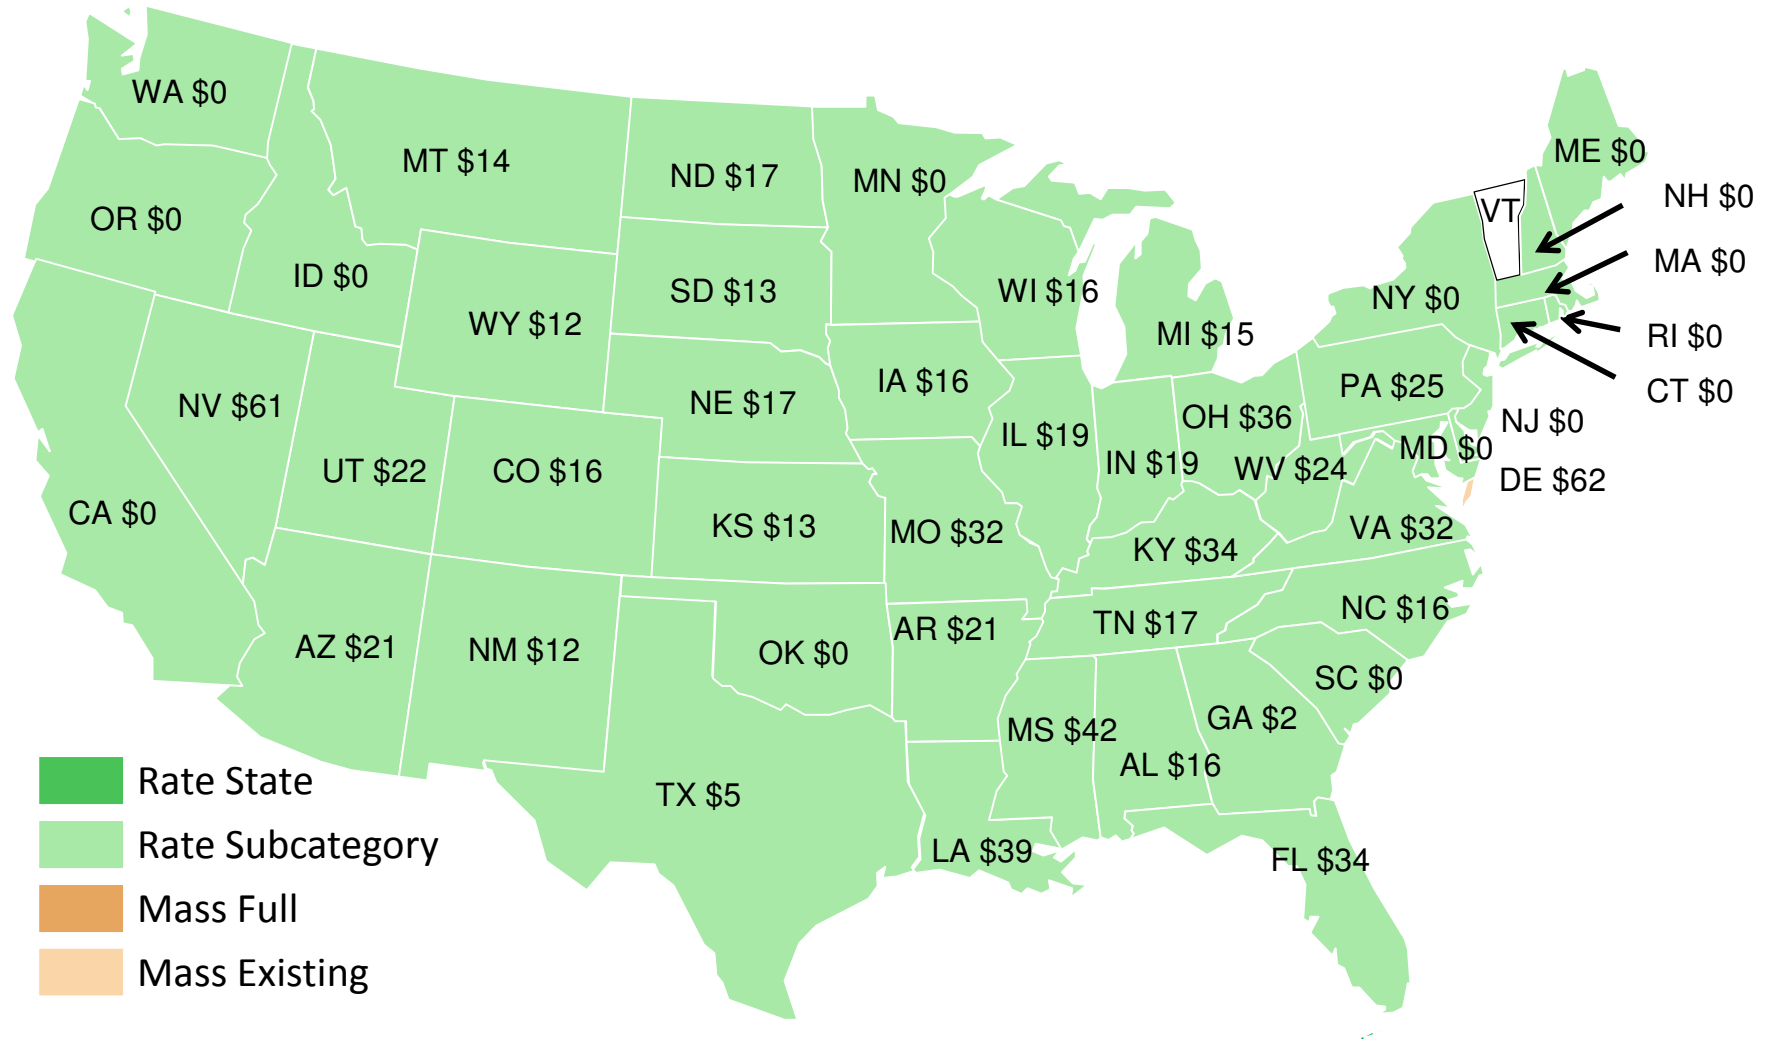 WA $0
MT $14
ND $17
MN $0
ME $0
NH $0
VT
OR $0
ID $0
MA $0
SD $13
WI $16
NY $0
WY $12
MI $15
RI $0
IA $16
PA $25
CT $0
NV $61
NE $17
OH $36
NJ $0
IL $19
MD $0
UT $22
CO $16
IN $19
WV $24
DE $62
CA $0
KS $13
MO $32
VA $32
KY $34
NC $16
TN $17
AR $21
AZ $21
NM $12
OK $0
SC $0
GA $2
MS $42
AL $16
TX $5
LA $39
FL $34
Rate State
Rate Subcategory
Mass Full
Mass Existing